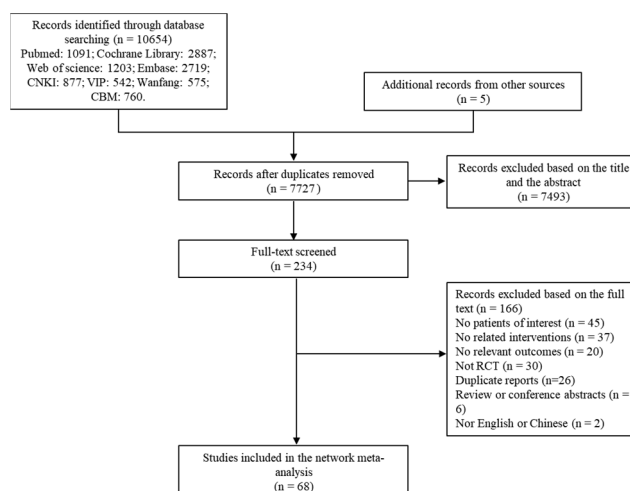 Records identified through database
searching (n = 10654)
Pubmed: 1091; Cochrane Library: 2887;
Web of science: 1203; Embase: 2719;
CNKI: 877; VIP: 542; Wanfang: 575;
CBM: 760.
Additional records from other sources
(n = 5)
Records after duplicates removed
(n = 7727)
Records excluded based on the title
and the abstract
(n = 7493)
Full-text screened
(n = 234)
Records excluded based on the full
text (n = 166)
No patients of interest (n = 45)
No related interventions (n = 37)
No relevant outcomes (n = 20)
Not RCT (n = 30)
Duplicate reports (n=26)
Review or conference abstracts (n =
6)
Nor English or Chinese (n = 2)
Studies included in the network meta-
analysis
(n = 68)